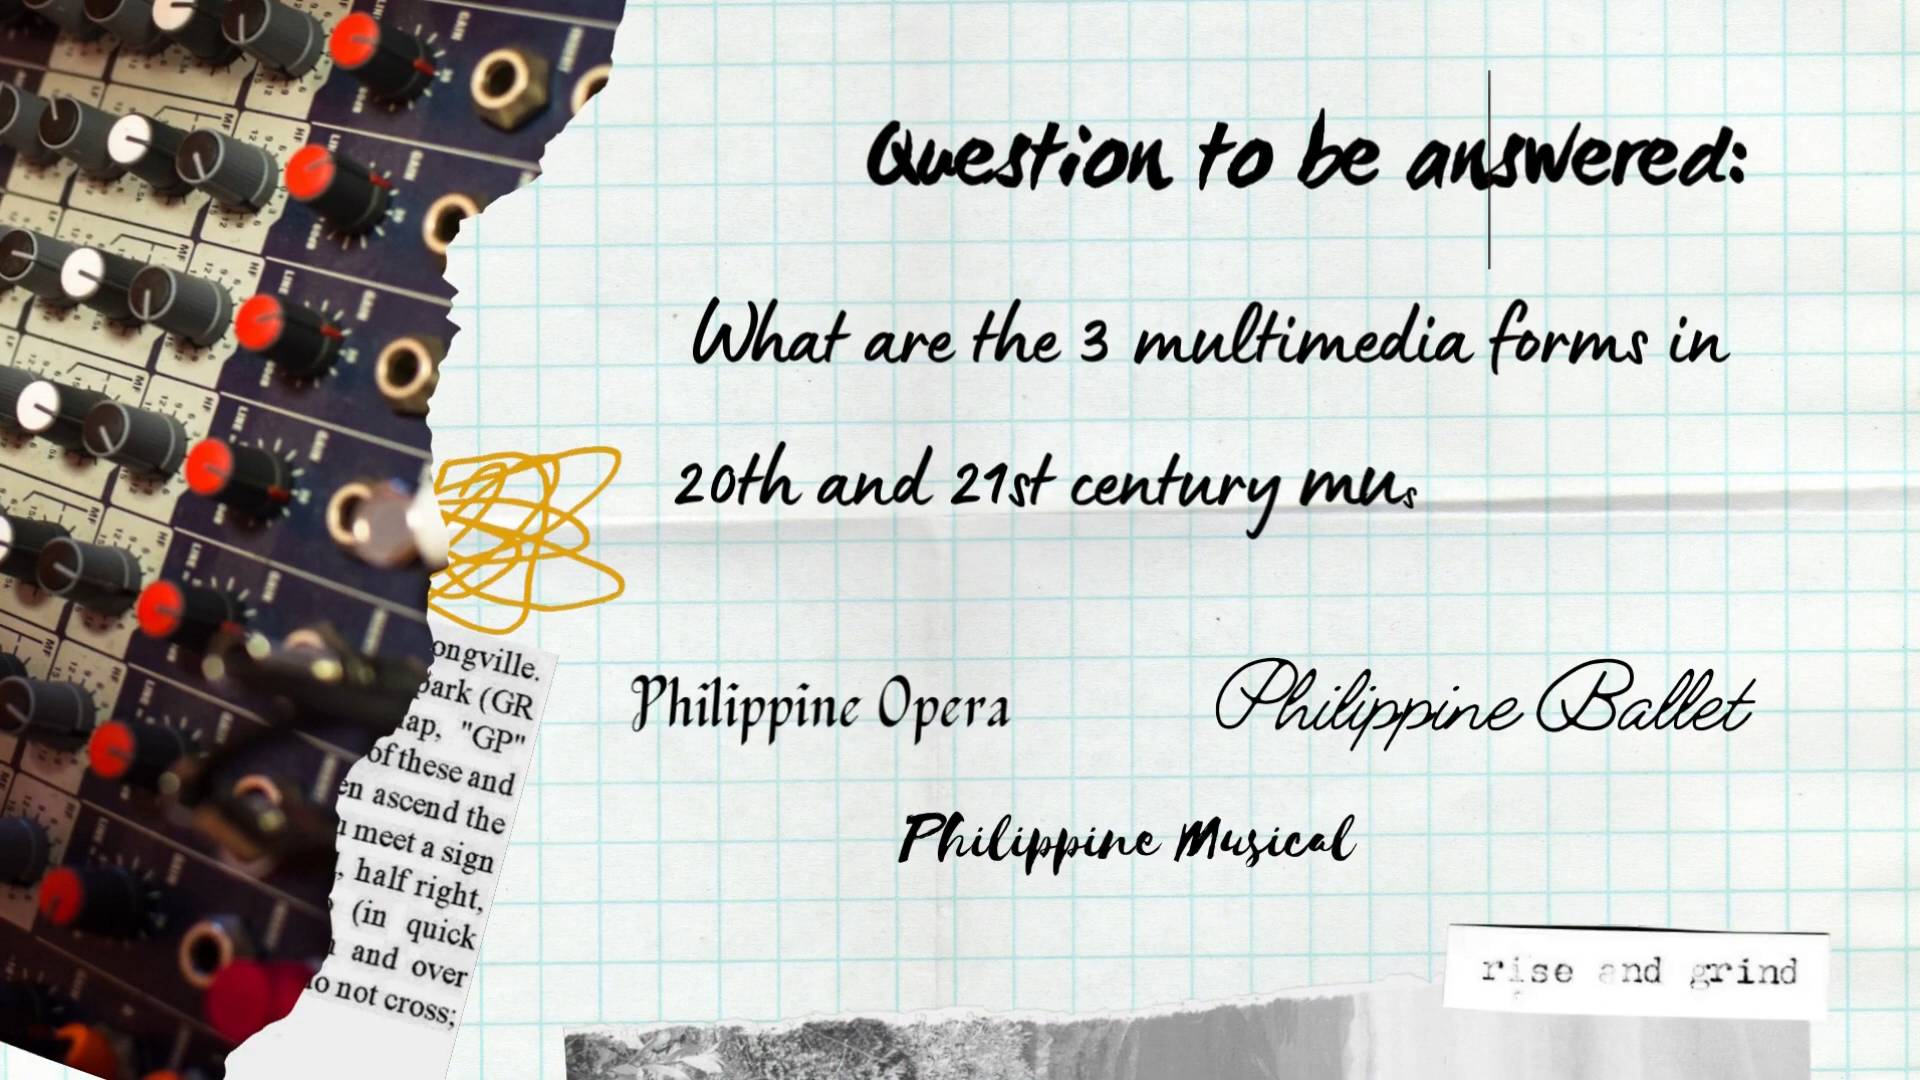 Question to be answered:
What are the 3 multimedia forms in
20th and 21st century mus
Philippine Opera
Philippine Ballet
Philippine Musical
ongville.
park (GR
ap, "GP"
of these and
en ascend the
u meet a sign
, half right,
(in quick
and over
do not cross;
rise and grind